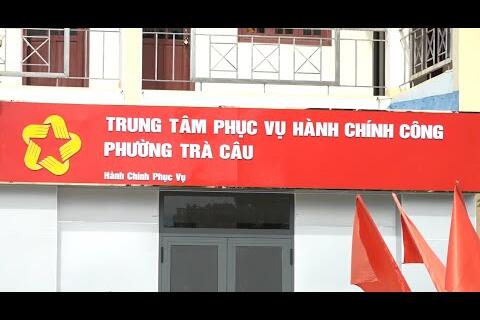 TRUNG TÂM PHỤC VỤ HÀNH CHÍNH CÔNG
PHƯỜNG TRÀ CÂU
Hành Chính Phục Vụ